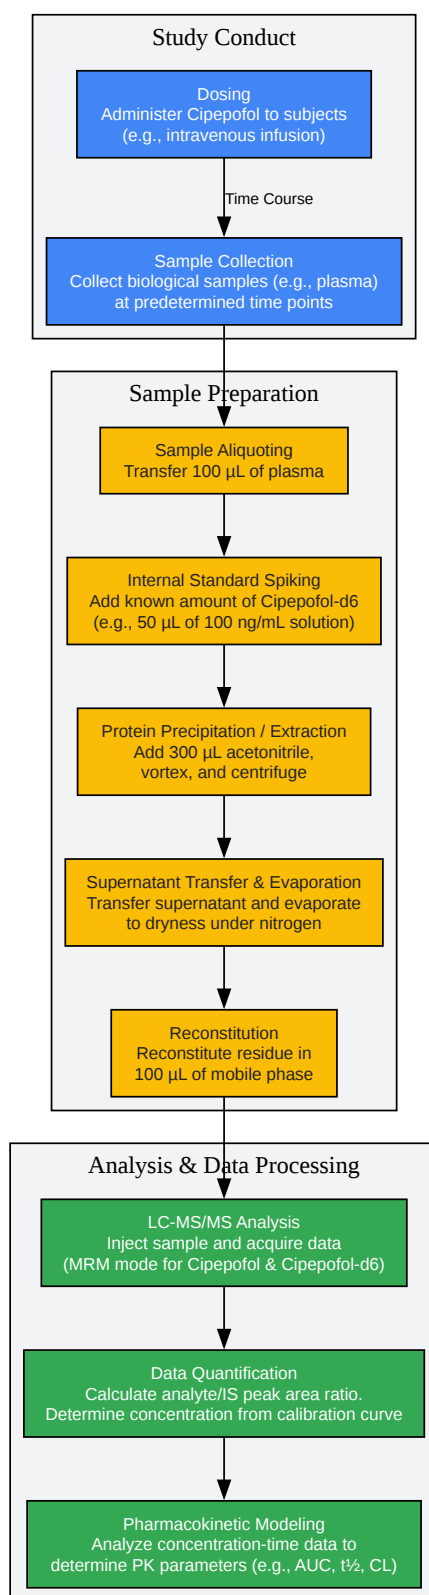 Study Conduct
Dosing
Administer Cipepofol to subjects
(e.g., intravenous infusion)
Time Course
Sample Collection
Collect biological samples (e.g., plasma)
at predetermined time points
Sample Preparation
Sample Aliquoting
Transfer 100 µL of plasma
Internal Standard Spiking
Add known amount of Cipepofol-d6
(e.g., 50 µL of 100 ng/mL solution)
Protein Precipitation / Extraction
Add 300 µL acetonitrile,
vortex, and centrifuge
Supernatant Transfer & Evaporation
Transfer supernatant and evaporate
to dryness under nitrogen
Reconstitution
Reconstitute residue in
100 µL of mobile phase
Analysis & Data Processing
LC-MS/MS Analysis
Inject sample and acquire data
(MRM mode for Cipepofol & Cipepofol-d6)
Data Quantification
Calculate analyte/IS peak area ratio.
Determine concentration from calibration curve
Pharmacokinetic Modeling
Analyze concentration-time data to
determine PK parameters (e.g., AUC, t½, CL)